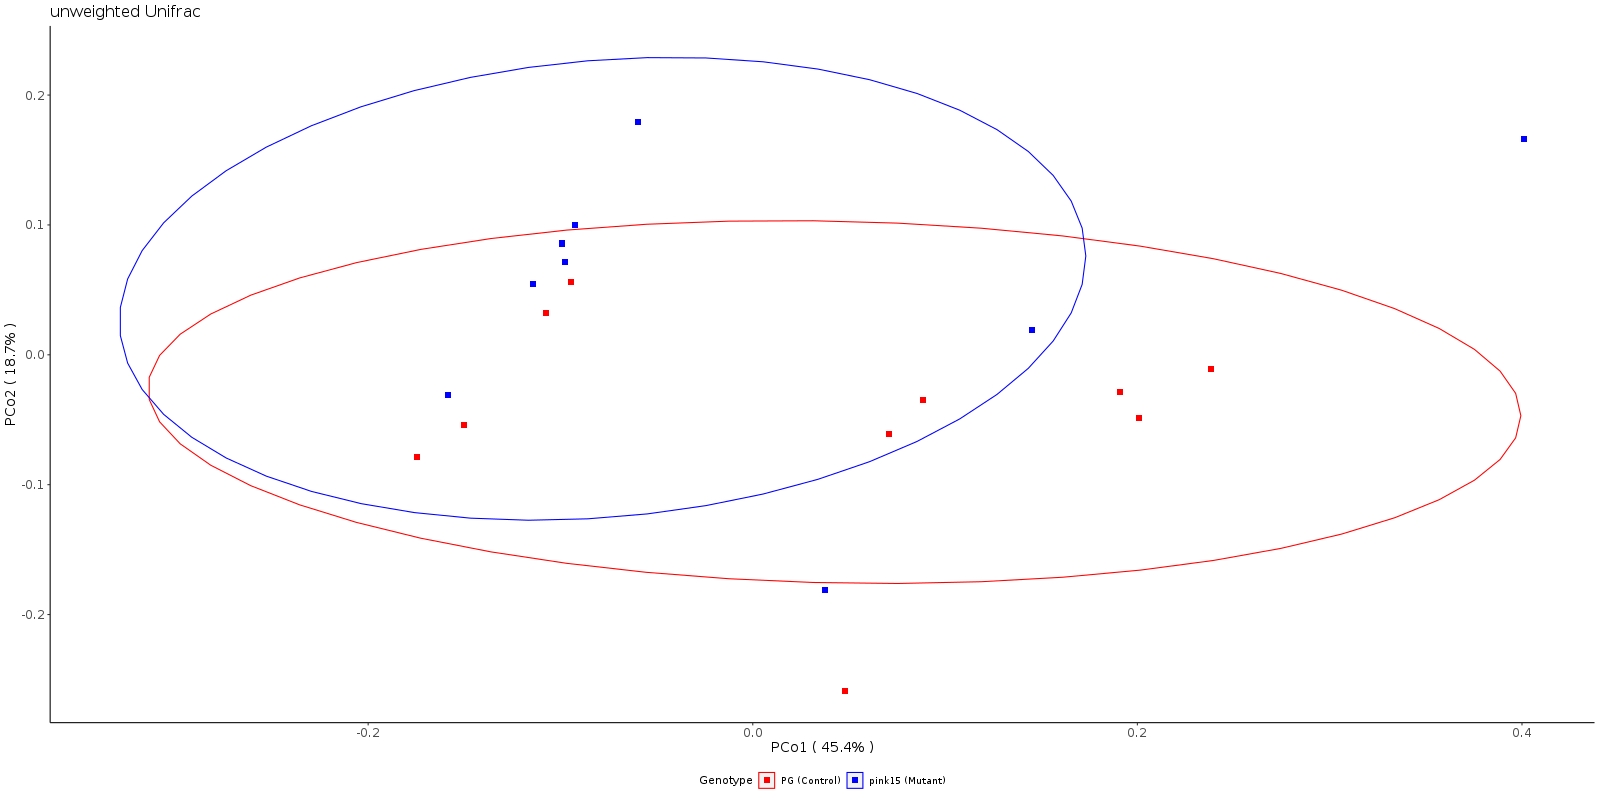 unweighted Unifrac
PCo2 ( 18.7% )
0.2
0.1
0.0
-0.1
-0.2
-0.2 0.0 0.2 0.4
PCo1 ( 45.4% )
Genotype PG (Control) pink15 (Mutant)